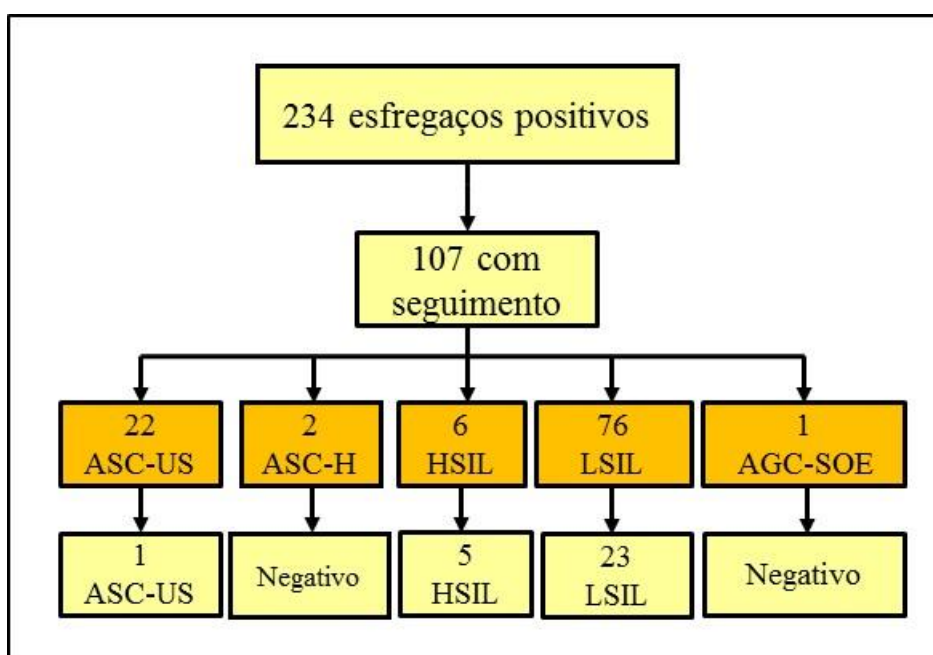 234 esfregaços positivos
107 com
seguimento
22
ASC-US
2
ASC-H
6
HSIL
76
LSIL
1
AGC-SOE
1
ASC-US
Negativo
5
HSIL
23
LSIL
Negativo